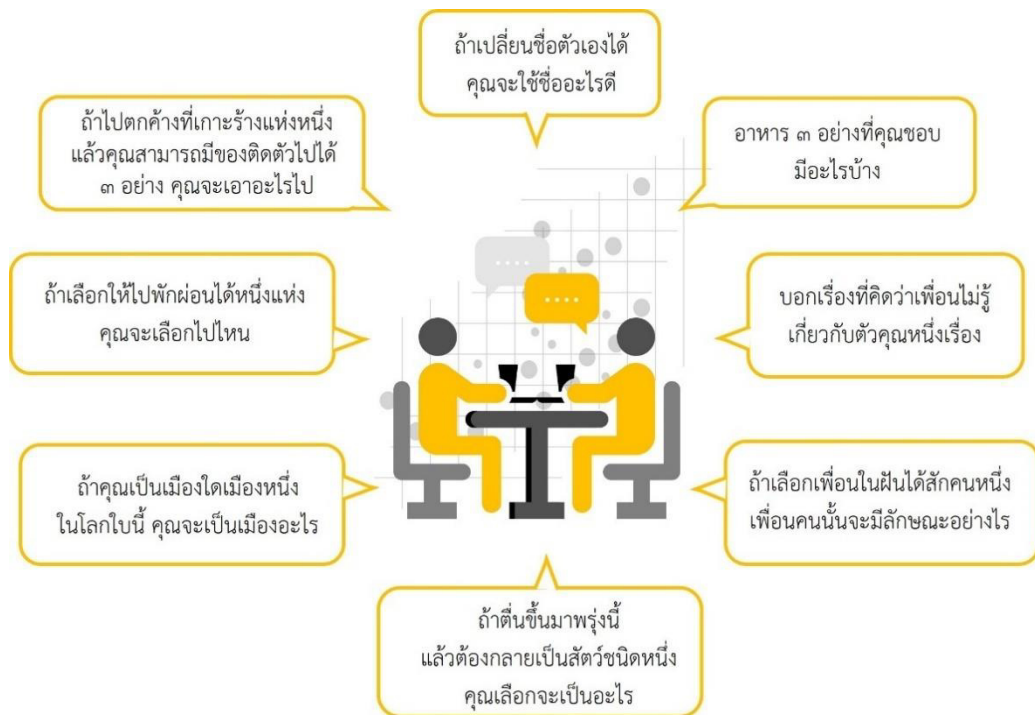 ถ้าเปลี่ยนชื่อตัวเองได้
คุณจะใช้ชื่ออะไรดี
ถ้าไปตกค้างที่เกาะร้างแห่งหนึ่ง
แล้วคุณสามารถมีของติดตัวไปได้
๓ อย่าง คุณจะเอาอะไรไป
อาหาร ๓ อย่างที่คุณชอบ
มีอะไรบ้าง
ถ้าเลือกให้ไปพักผ่อนได้หนึ่งแห่ง
คุณจะเลือกไปไหน
บอกเรื่องที่คิดว่าเพื่อนไม่รู้
เกี่ยวกับตัวคุณหนึ่งเรื่อง
ถ้าคุณเป็นเมืองใดเมืองหนึ่ง
ในโลกใบนี้ คุณจะเป็นเมืองอะไร
ถ้าเลือกเพื่อนในฝันได้สักคนหนึ่ง
เพื่อนคนนั้นจะมีลักษณะอย่างไร
ถ้าตื่นขึ้นมาพรุ่งนี้
แล้วต้องกลายเป็นสัตว์ชนิดหนึ่ง
คุณเลือกจะเป็นอะไร